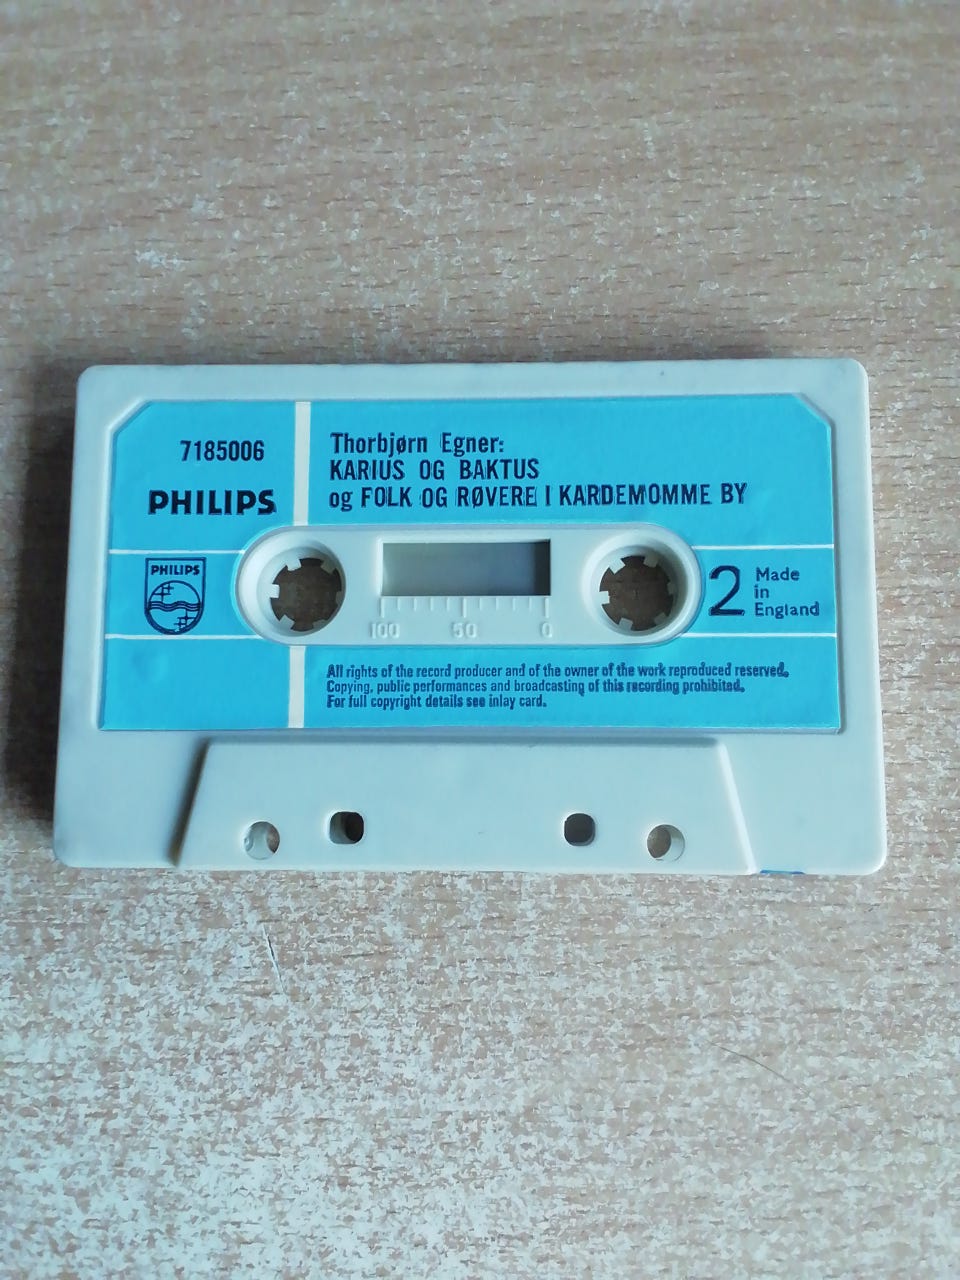 7185006
PHILIPS
Thorbjørn Egner:
KARIUS OG BAKTUS
og FOLK OG RØVERE I KARDEMOMME BY
PHILIPS
100 50 0
2
Made
in
England
All rights of the record producer and of the owner of the work reproduced reserved.
Copying, public performances and broadcasting of this recording prohibited.
For full copyright details see inlay card.